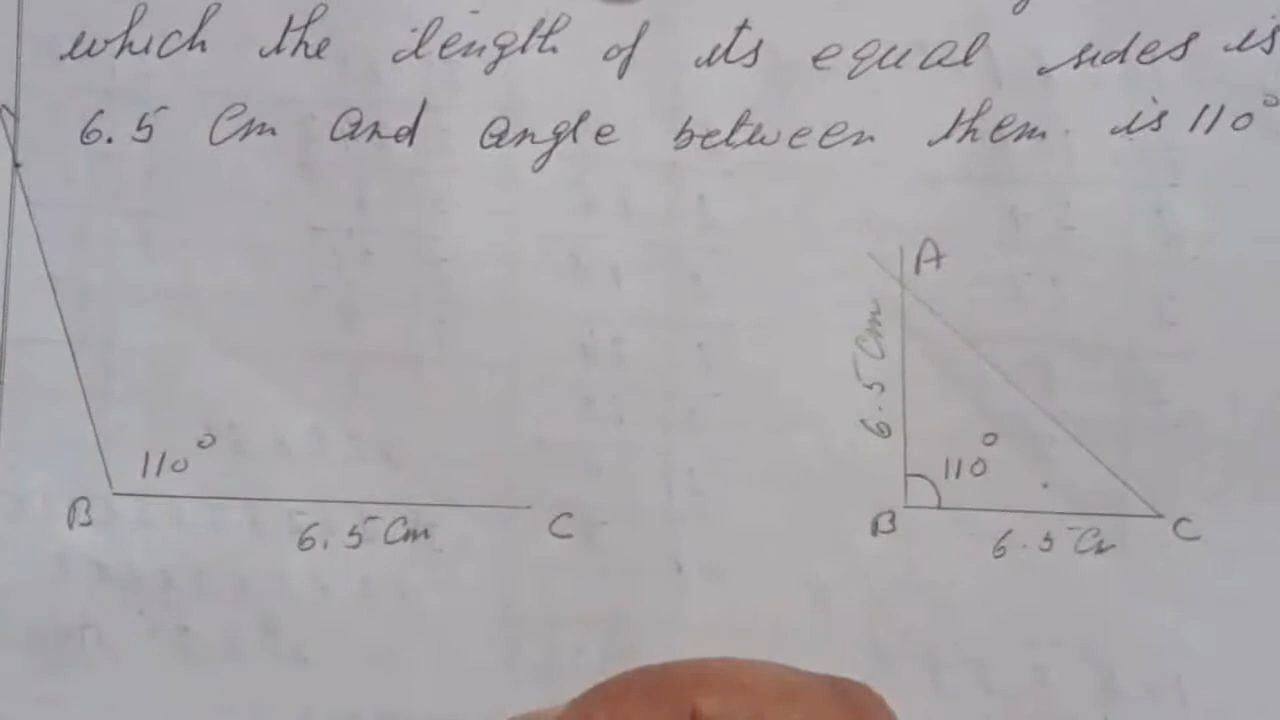 which the length of its equal sides is
6.5 Cm and angle between them is 110°
A
6.5 Cm
110°
B
6.5 Cm
C
110°
B
6.5 Cm
C